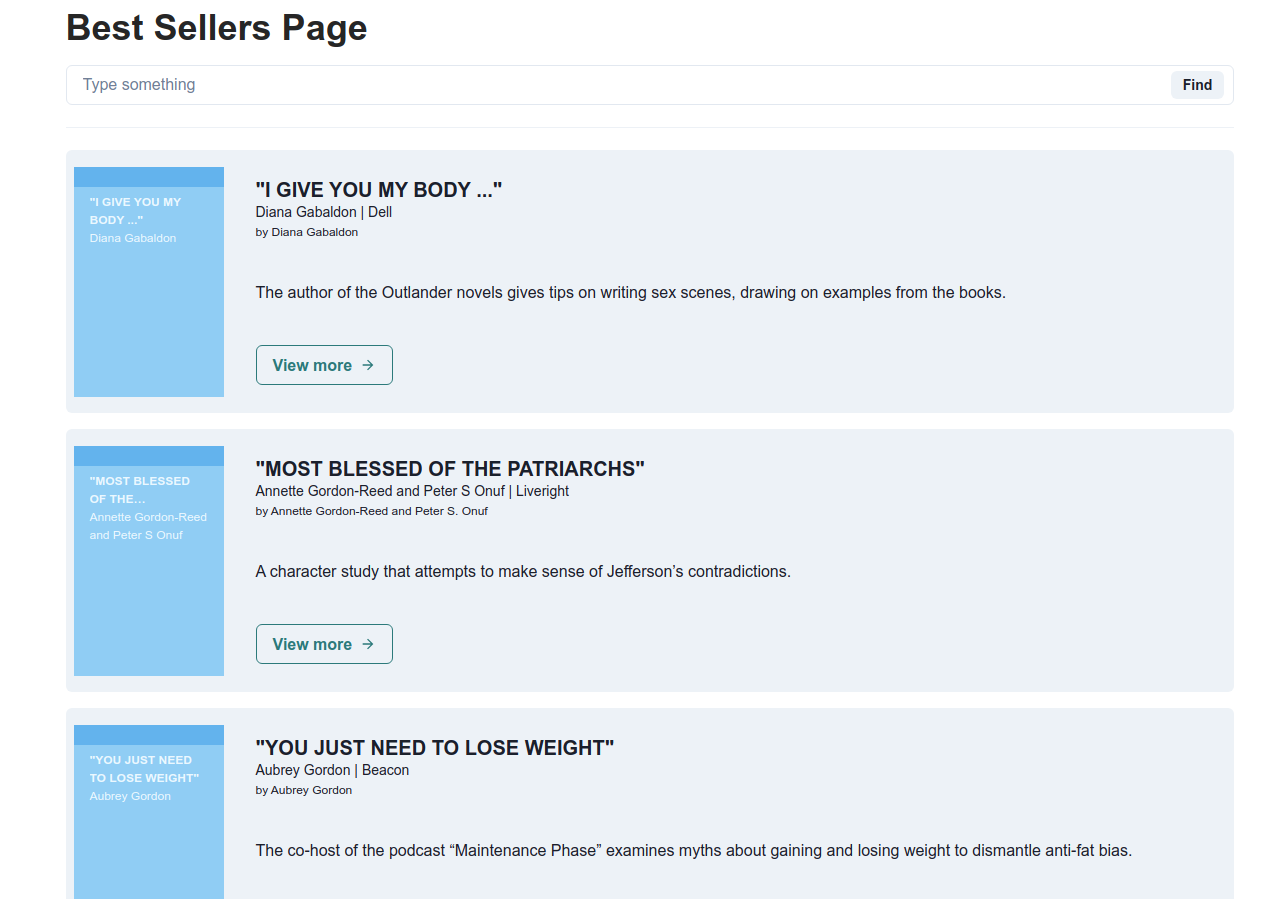 Best Sellers Page
Type something
Find
"I GIVE YOU MY
BODY ..."
Diana Gabaldon
"I GIVE YOU MY BODY ..."
Diana Gabaldon | Dell
by Diana Gabaldon
The author of the Outlander novels gives tips on writing sex scenes, drawing on examples from the books.
View more
"MOST BLESSED
OF THE...
Annette Gordon-Reed
and Peter S Onuf
"MOST BLESSED OF THE PATRIARCHS"
Annette Gordon-Reed and Peter S Onuf | Liveright
by Annette Gordon-Reed and Peter S. Onuf
A character study that attempts to make sense of Jefferson’s contradictions.
View more
"YOU JUST NEED
TO LOSE WEIGHT"
Aubrey Gordon
"YOU JUST NEED TO LOSE WEIGHT"
Aubrey Gordon | Beacon
by Aubrey Gordon
The co-host of the podcast “Maintenance Phase” examines myths about gaining and losing weight to dismantle anti-fat bias.